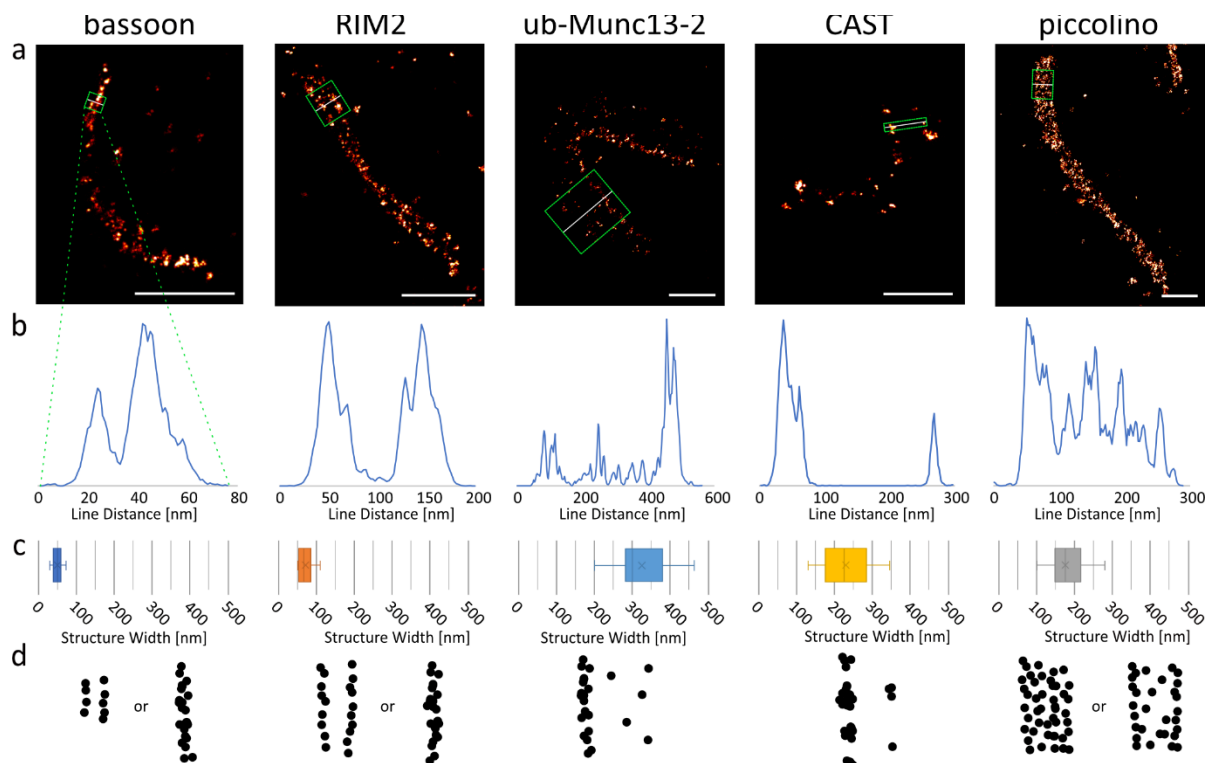 bassoon RIM2 ub-Munc13-2 CAST piccolino
a
b
0 20 40 60 80 0 50 100 150 200 0 200 400 600 0 100 200 300 0 100 200 300
Line Distance [nm] Line Distance [nm] Line Distance [nm] Line Distance [nm] Line Distance [nm]
c
0 100 200 300 400 500 0 100 200 300 400 500 0 100 200 300 400 500 0 100 200 300 400 500 0 100 200 300 400 500
Structure Width [nm] Structure Width [nm] Structure Width [nm] Structure Width [nm] Structure Width [nm]
d
or or or